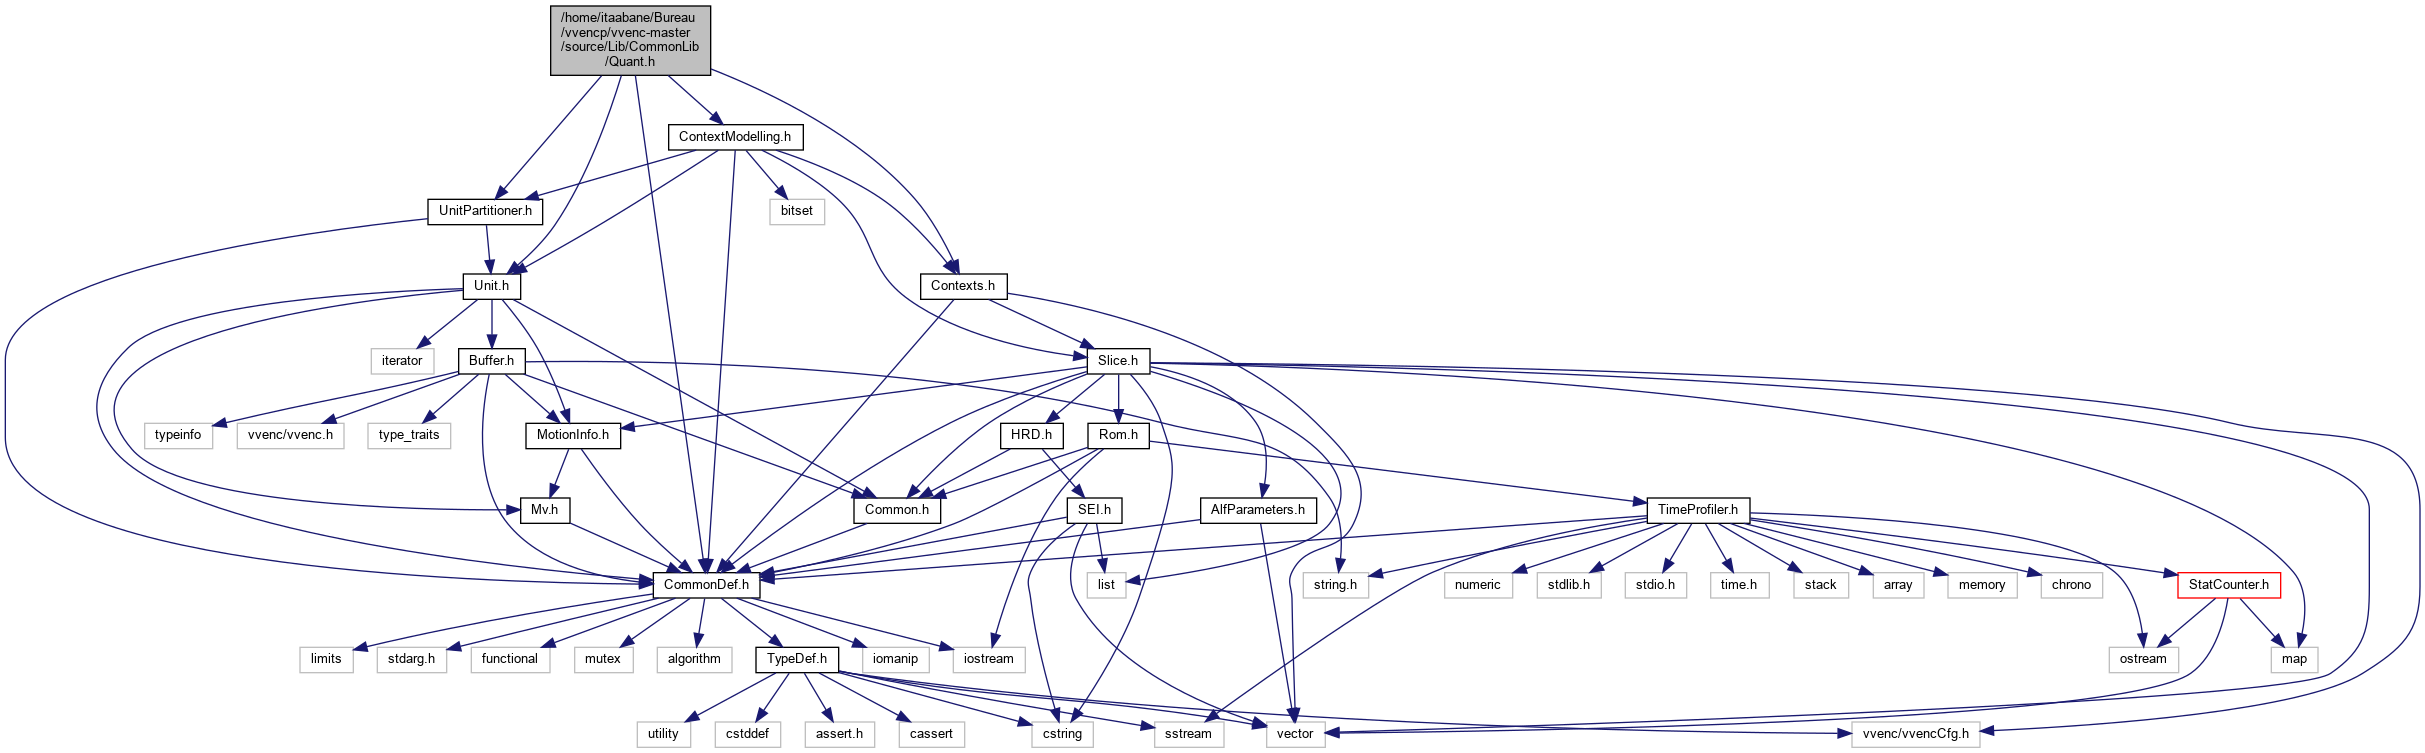 /home/itaabane/Bureau
/vvencp/vvenc-master
/source/Lib/CommonLib
/Quant.h
ContextModelling.h
UnitPartitioner.h
bitset
Unit.h
Contexts.h
iterator
Buffer.h
Slice.h
typeinfo
vvenc/vvenc.h
type_traits
MotionInfo.h
HRD.h
Rom.h
Mv.h
Common.h
SEI.h
AlfParameters.h
TimeProfiler.h
CommonDef.h
list
string.h
numeric
stdlib.h
stdio.h
time.h
stack
array
memory
chrono
StatCounter.h
limits
stdarg.h
functional
mutex
algorithm
TypeDef.h
iomanip
iostream
ostream
map
utility
cstddef
assert.h
cassert
cstring
sstream
vector
vvenc/vvencCfg.h